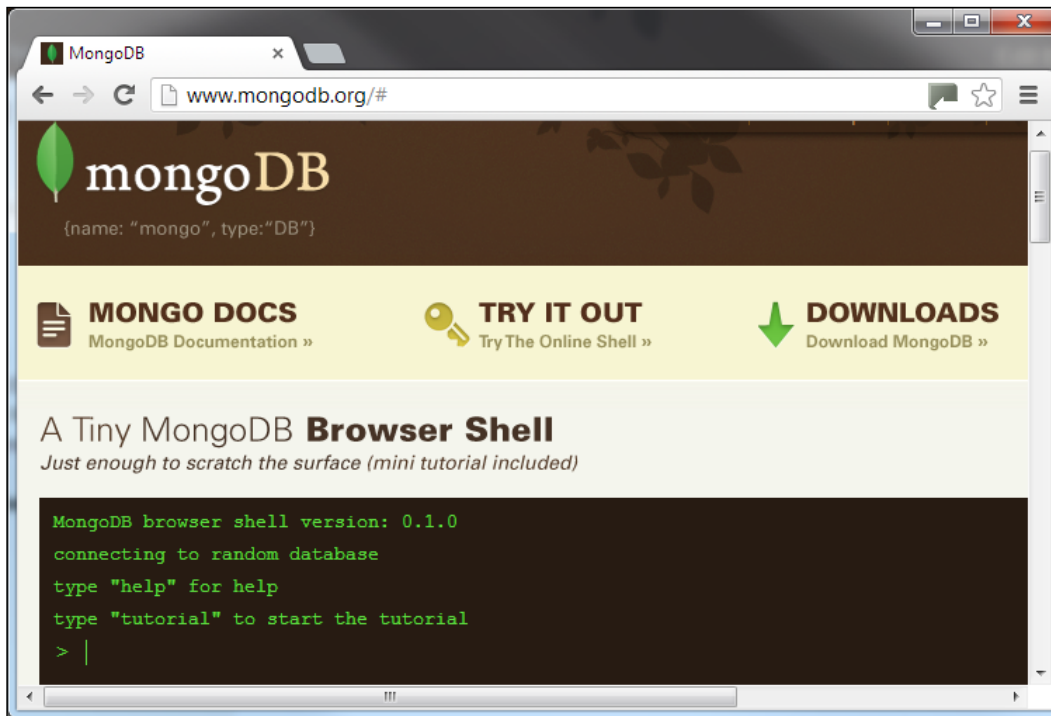 MongoDB
www.mongodb.org/#
mongoDB
{name: “mongo”, type:“DB”}
MONGO DOCS
MongoDB Documentation »
TRY IT OUT
Try The Online Shell »
DOWNLOADS
Download MongoDB »
A Tiny MongoDB Browser Shell
Just enough to scratch the surface (mini tutorial included)
MongoDB browser shell version: 0.1.0
connecting to random database
type "help" for help
type "tutorial" to start the tutorial
>